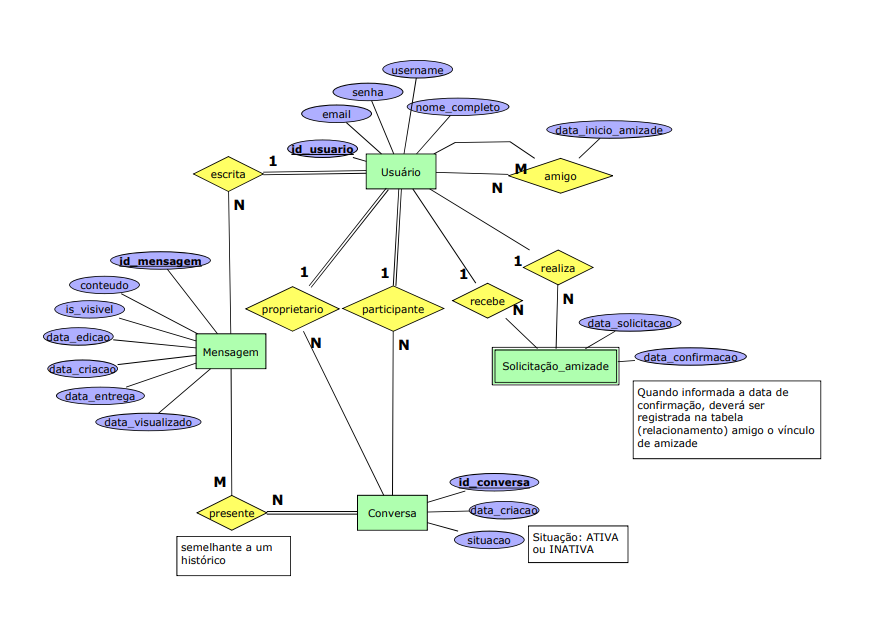 username
senha
nome_completo
email
data_inicio_amizade
id_usuario
1
escrita
Usuário
M
amigo
N
N
id_mensagem
1
1
1
1
realiza
conteudo
recebe
N
is_visivel
proprietario
participante
N
data_solicitacao
data_edicao
N
N
Mensagem
data_confirmacao
data_criacao
Solicitação_amizade
data_entrega
Quando informada a data de
confirmação, deverá ser
registrada na tabela
(relacionamento) amigo o vínculo
de amizade
data_visualizado
M
id_conversa
N
presente
Conversa
data_criacao
situacao
Situação: ATIVA
ou INATIVA
semelhante a um
histórico